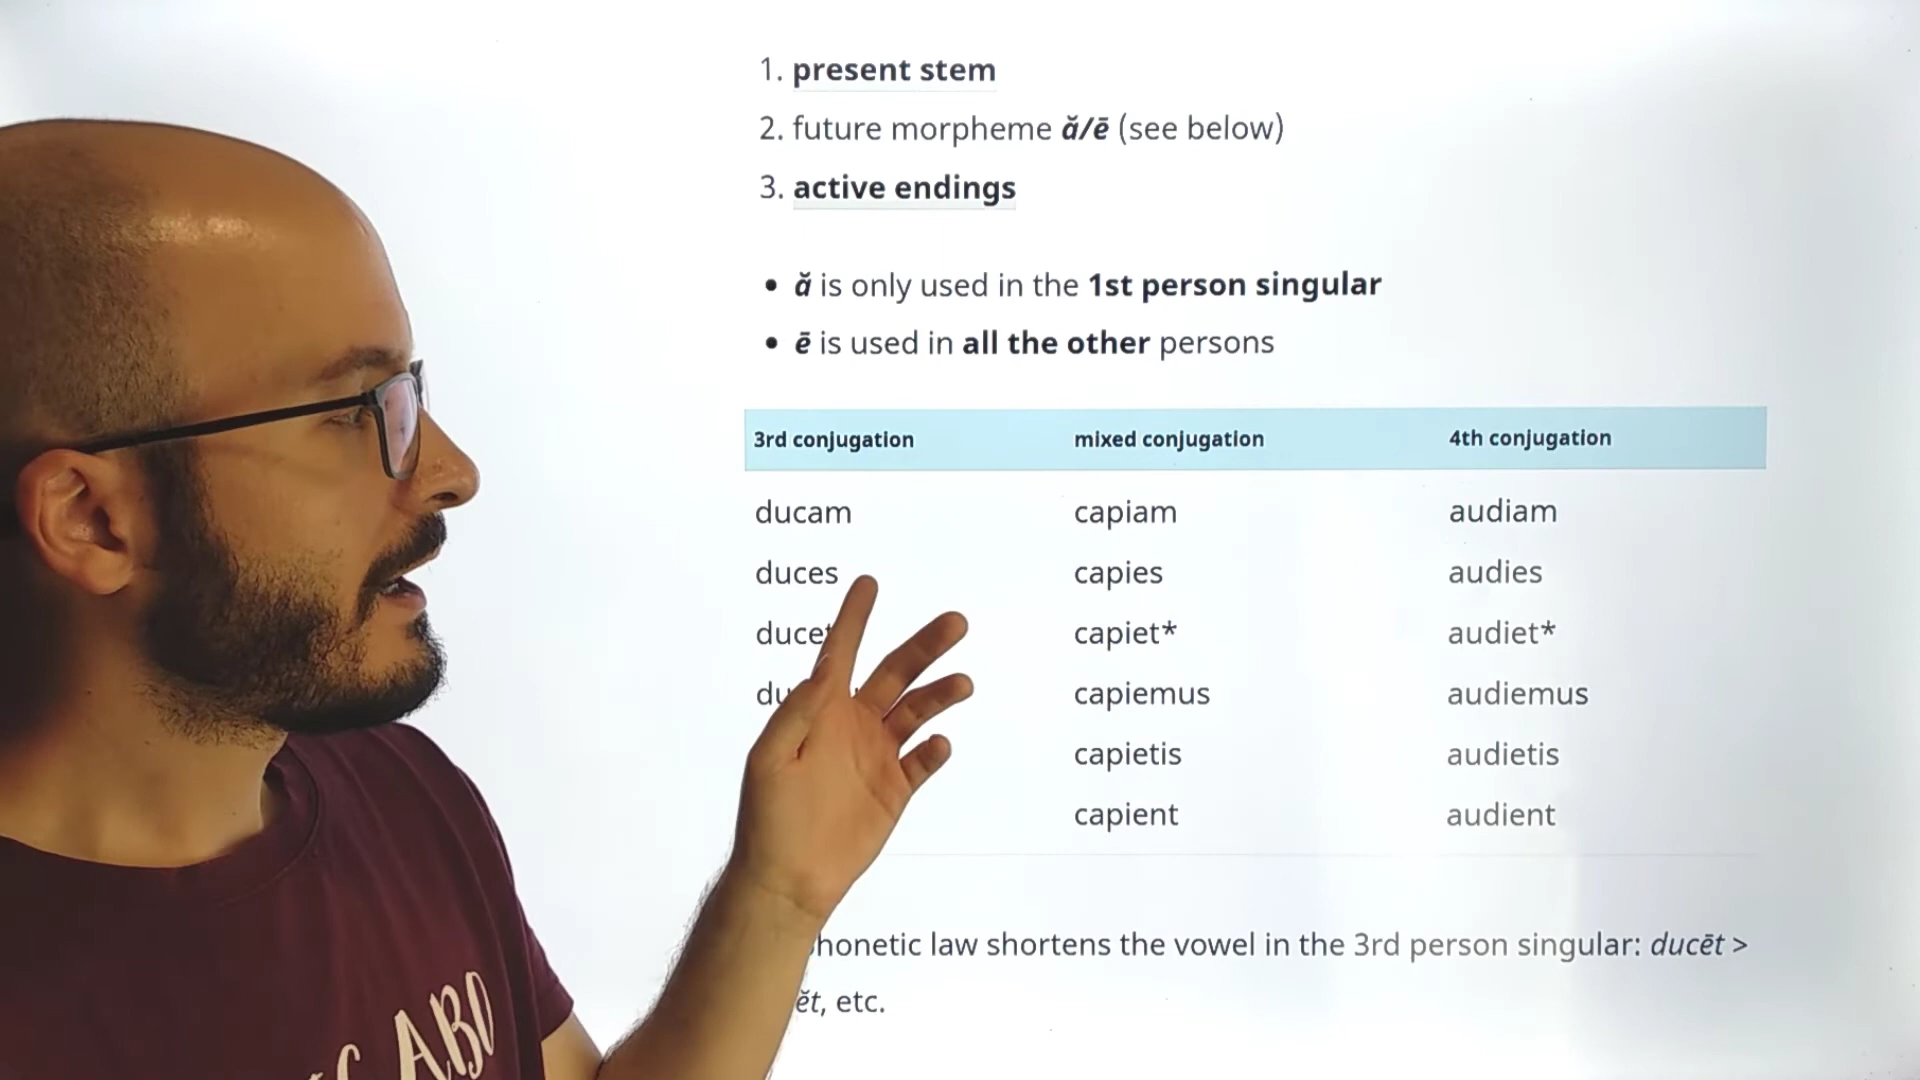 1. present stem
2. future morpheme ă/ē (see below)
3. active endings
• ă is only used in the 1st person singular
• ē is used in all the other persons
3rd conjugation mixed conjugation 4th conjugation
ducam capiam audiam
duces capies audies
capiet* audiet*
capiemus audiemus
capietis audietis
capient audient
law shortens the vowel in the 3rd person singular: ducēt >
ĕt, etc.